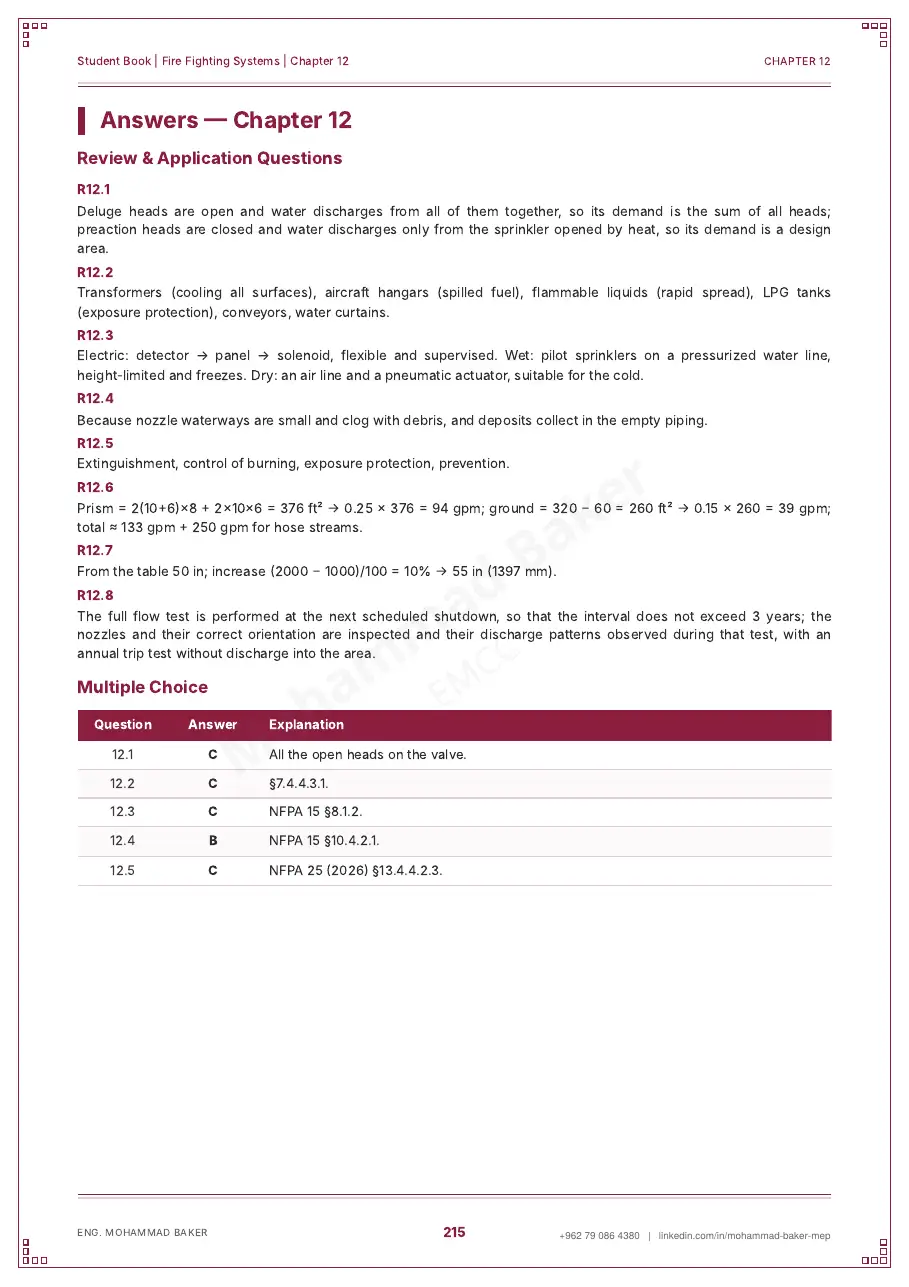 Student Book | Fire Fighting Systems | Chapter 12
CHAPTER 12
Answers — Chapter 12
Review & Application Questions
R12.1
Deluge heads are open and water discharges from all of them together, so its demand is the sum of all heads;
preaction heads are closed and water discharges only from the sprinkler opened by heat, so its demand is a design
area.
R12.2
Transformers (cooling all surfaces), aircraft hangars (spilled fuel), flammable liquids (rapid spread), LPG tanks
(exposure protection), conveyors, water curtains.
R12.3
Electric: detector → panel → solenoid, flexible and supervised. Wet: pilot sprinklers on a pressurized water line,
height-limited and freezes. Dry: an air line and a pneumatic actuator, suitable for the cold.
R12.4
Because nozzle waterways are small and clog with debris, and deposits collect in the empty piping.
R12.5
Extinguishment, control of burning, exposure protection, prevention.
R12.6
Prism = 2(10+6)×8 + 2×10×6 = 376 ft² → 0.25 × 376 = 94 gpm; ground = 320 − 60 = 260 ft² → 0.15 × 260 = 39 gpm;
total ≈ 133 gpm + 250 gpm for hose streams.
R12.7
From the table 50 in; increase (2000 − 1000)/100 = 10% → 55 in (1397 mm).
R12.8
The full flow test is performed at the next scheduled shutdown, so that the interval does not exceed 3 years; the
nozzles and their correct orientation are inspected and their discharge patterns observed during that test, with an
annual trip test without discharge into the area.
Mohammad Baker
EMCC
Multiple Choice
Question Answer Explanation
12.1 C All the open heads on the valve.
12.2 C §7.4.4.3.1.
12.3 C NFPA 15 §8.1.2.
12.4 B NFPA 15 §10.4.2.1.
12.5 C NFPA 25 (2026) §13.4.4.2.3.
ENG. MOHAMMAD BAKER
215
+962 79 086 4380 | linkedin.com/in/mohammad-baker-mep